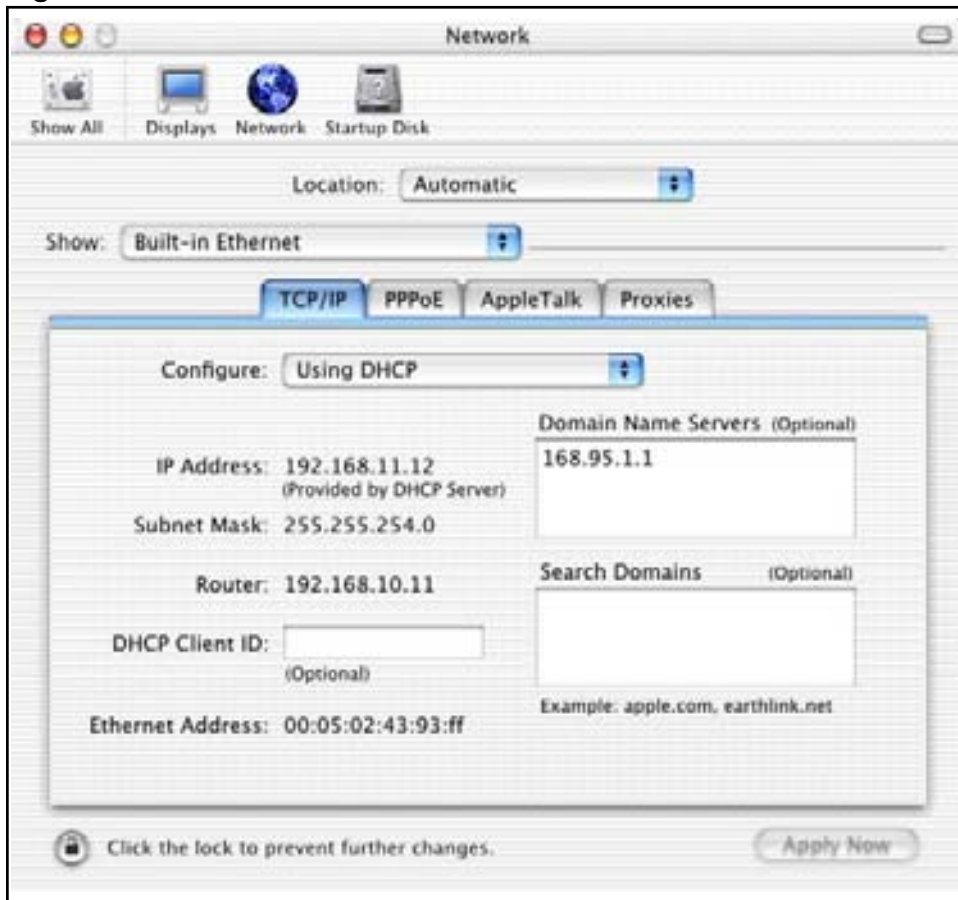 Network
Show All
Displays
Network
Startup Disk
Location: Automatic
Show: Built-in Ethernet
TCP/IP
PPPoE
AppleTalk
Proxies
Configure: Using DHCP
Domain Name Servers (Optional)
168.95.1.1
IP Address: 192.168.11.12
(Provided by DHCP Server)
Subnet Mask: 255.255.254.0
Router: 192.168.10.11
Search Domains (Optional)
DHCP Client ID:
(Optional)
Example: apple.com, earthlink.net
Ethernet Address: 00:05:02:43:93:ff
Click the lock to prevent further changes.
Apply Now